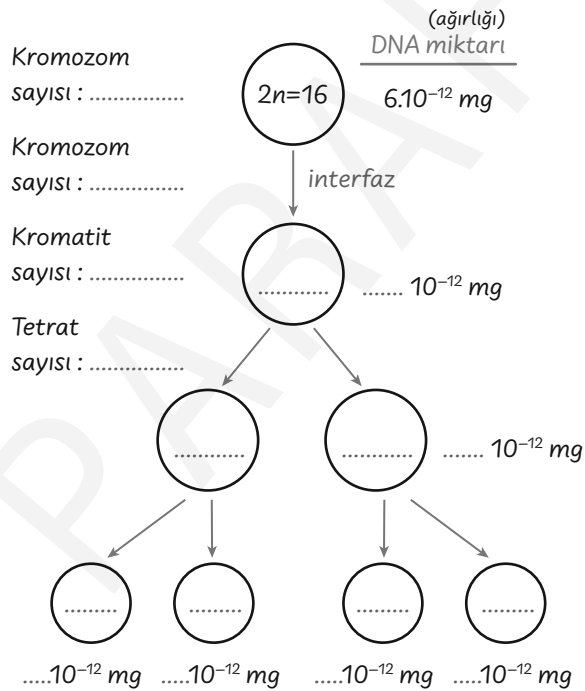 (ağırlığı)
DNA miktarı
Kromozom
sayısı : ................
2n=16
6.10⁻¹² mg
Kromozom
sayısı : ................
interfaz
Kromatit
sayısı : ................
............
....... 10⁻¹² mg
Tetrat
sayısı : ................
............
............
....... 10⁻¹² mg
.........
.........
.........
.........
.....10⁻¹² mg
.....10⁻¹² mg
.....10⁻¹² mg
.....10⁻¹² mg